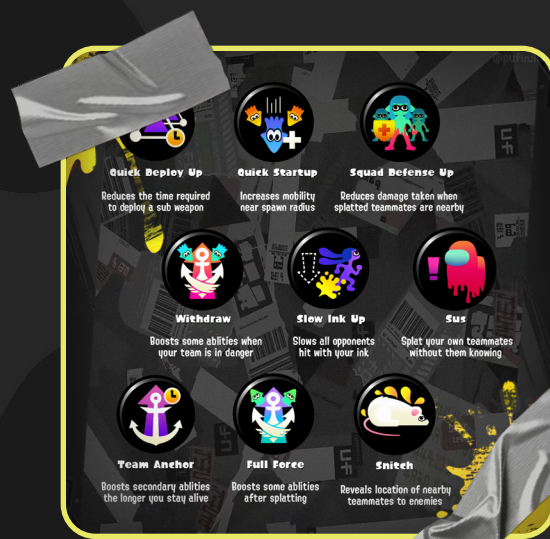 Quick Deploy Up
Quick Startup
Squad Defense Up
Reduces the time required
to deploy a sub weapon
Increases mobility
near spawn radius
Reduces damage taken when
splatted teammates are nearby
Withdraw
Slow Ink Up
Sus
Boosts some ablities when
your team is in danger
Slows all opponents
hit with your ink
Splat your own teammates
without them knowing
Team Anchor
Full Force
Snitch
Boosts secondary ablities
the longer you stay alive
Boosts some ablities
after splatting
Reveals location of nearby
teammates to enemies